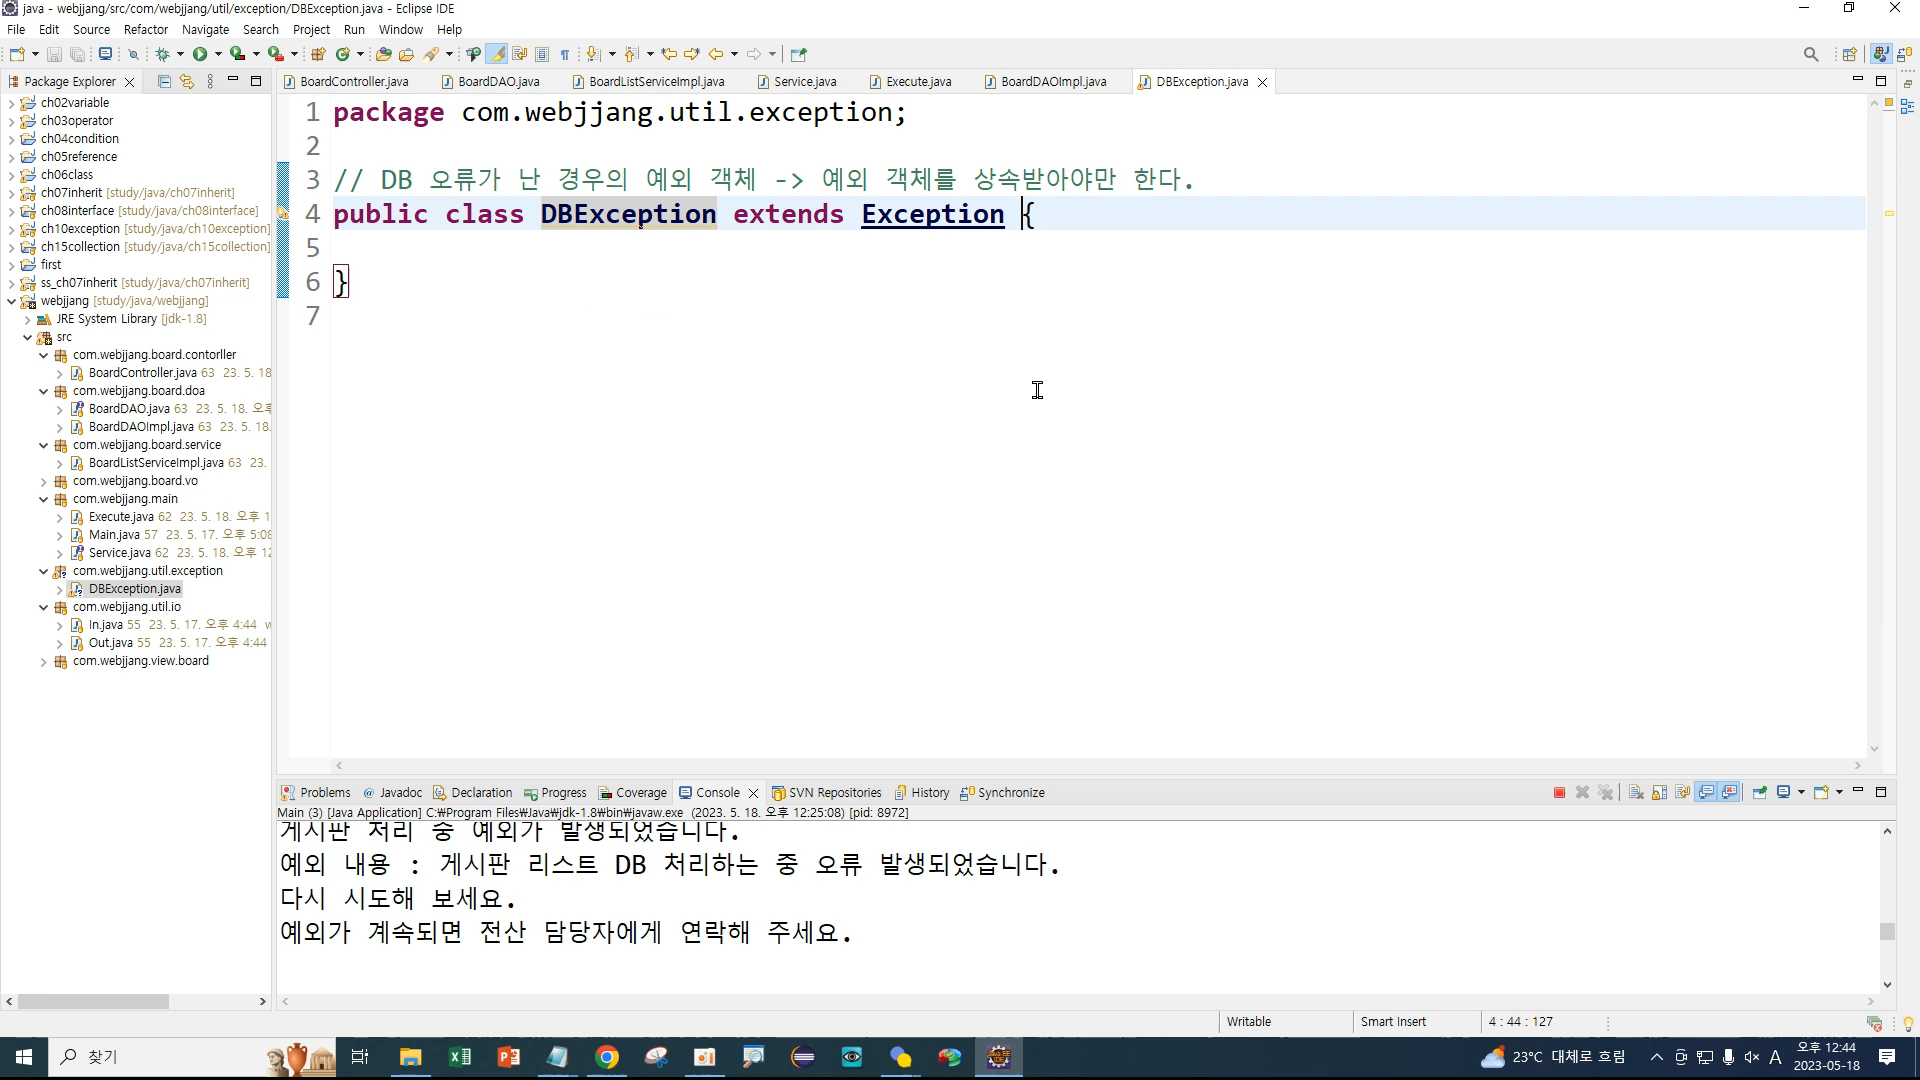 java - webjjang/src/com/webjjang/util/exception/DBException.java - Eclipse IDE
File Edit Source Refactor Navigate Search Project Run Window Help
Package Explorer
BoardController.java BoardDAO.java BoardListServiceImpl.java Service.java Execute.java BoardDAOImpl.java DBException.java
ch02variable
ch03operator
ch04condition
ch05reference
ch06class
ch07inherit [study/java/ch07inherit]
ch08interface [study/java/ch08interface]
ch10exception [study/java/ch10exception]
ch15collection [study/java/ch15collection]
first
ss_ch07inherit [study/java/ch07inherit]
webjjang [study/java/webjjang]
JRE System Library [jdk-1.8]
src
com.webjjang.board.contorller
BoardController.java 63 23. 5. 18
com.webjjang.board.doa
BoardDAO.java 63 23. 5. 18. 오후
BoardDAOImpl.java 63 23. 5. 18.
com.webjjang.board.service
BoardListServiceImpl.java 63 23.
com.webjjang.board.vo
com.webjjang.main
Execute.java 62 23. 5. 18. 오후 1
Main.java 57 23. 5. 17. 오후 5:08
Service.java 62 23. 5. 18. 오후 12
com.webjjang.util.exception
DBException.java
com.webjjang.util.io
In.java 55 23. 5. 17. 오후 4:44 w
Out.java 55 23. 5. 17. 오후 4:44
com.webjjang.view.board
1 package com.webjjang.util.exception;
2
3 // DB 오류가 난 경우의 예외 객체 -> 예외 객체를 상속받아야만 한다.
4 public class DBException extends Exception {
5
6 }
7
Problems @ Javadoc Declaration Progress Coverage Console SVN Repositories History Synchronize
Main (3) [Java Application] C:₩Program Files₩Java₩jdk-1.8₩bin₩javaw.exe (2023. 5. 18. 오후 12:25:08) [pid: 8972]
게시판 처리 중 예외가 발생되었습니다.
예외 내용 : 게시판 리스트 DB 처리하는 중 오류 발생되었습니다.
다시 시도해 보세요.
예외가 계속되면 전산 담당자에게 연락해 주세요.
Writable Smart Insert 4 : 44 : 127
찾기
23°C 대체로 흐림
A
오후 12:44
2023-05-18